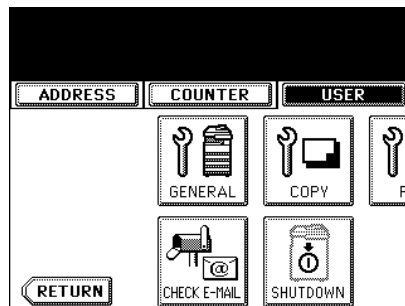 ADDRESS COUNTER USER
GENERAL COPY
@
CHECK E-MAIL SHUTDOWN
RETURN